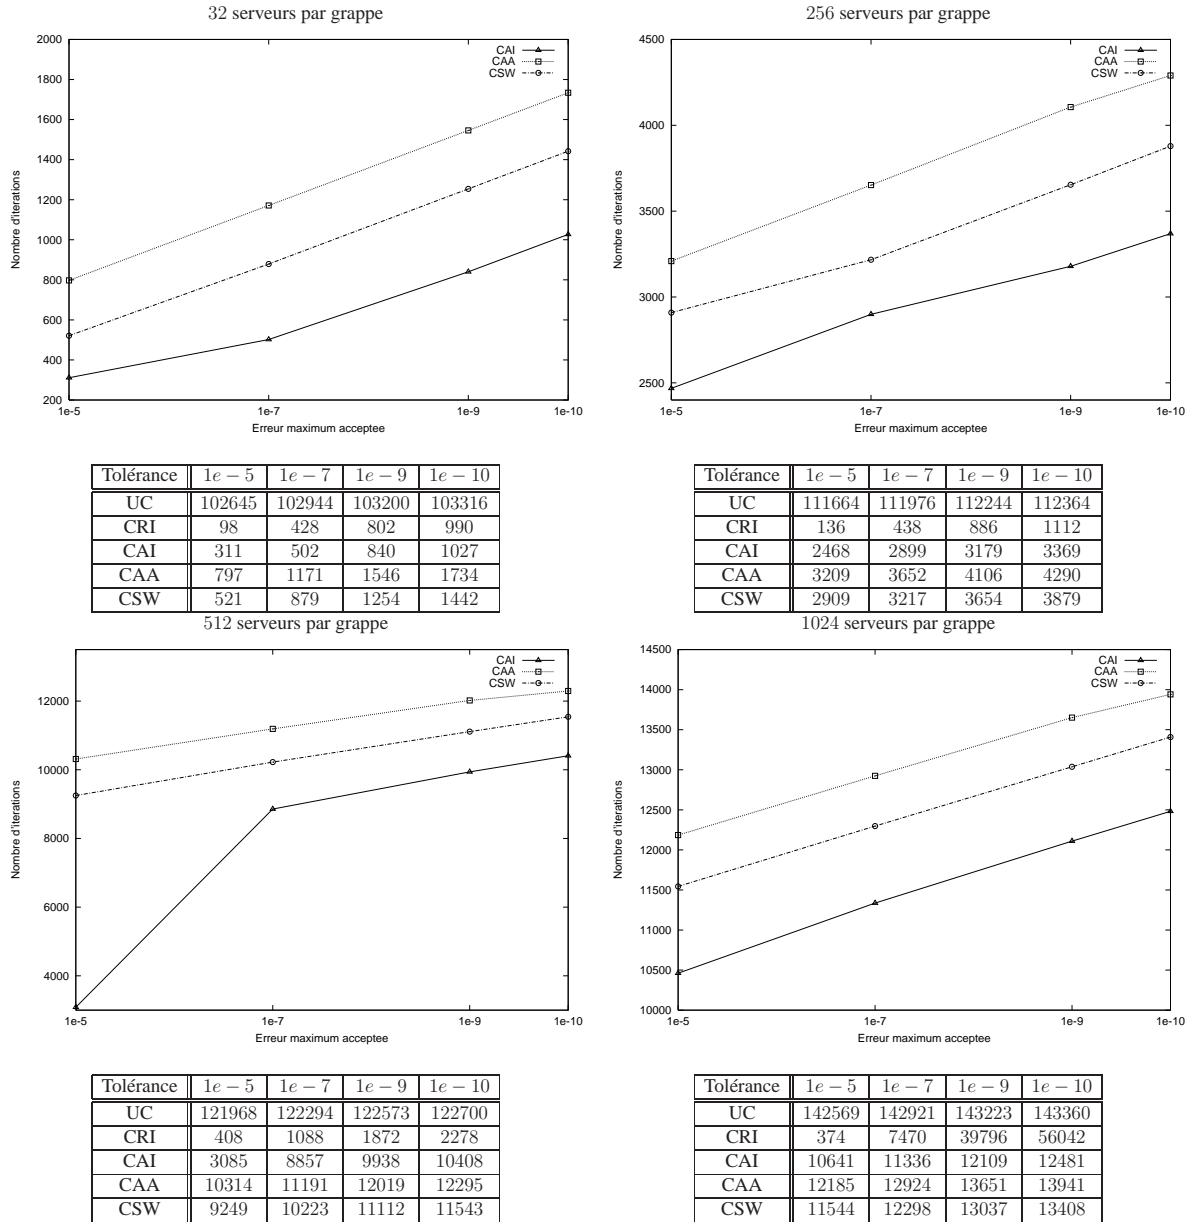 32 serveurs par grappe
2000
1800
1600
1400
1200
1000
800
600
400
200
Nombre d'iterations
CAI
CAA
CSW
1e-5
1e-7
1e-9
1e-10
Erreur maximum acceptee
Tolérance 1e − 5 1e − 7 1e − 9 1e − 10
UC 102645 102944 103200 103316
CRI 98 428 802 990
CAI 311 502 840 1027
CAA 797 1171 1546 1734
CSW 521 879 1254 1442
256 serveurs par grappe
4500
4000
3500
3000
2500
Nombre d'iterations
CAI
CAA
CSW
1e-5
1e-7
1e-9
1e-10
Erreur maximum acceptee
Tolérance 1e − 5 1e − 7 1e − 9 1e − 10
UC 111664 111976 112244 112364
CRI 136 438 886 1112
CAI 2468 2899 3179 3369
CAA 3209 3652 4106 4290
CSW 2909 3217 3654 3879
512 serveurs par grappe
12000
10000
8000
6000
4000
Nombre d'iterations
CAI
CAA
CSW
1e-5
1e-7
1e-9
1e-10
Erreur maximum acceptee
Tolérance 1e − 5 1e − 7 1e − 9 1e − 10
UC 121968 122294 122573 122700
CRI 408 1088 1872 2278
CAI 3085 8857 9938 10408
CAA 10314 11191 12019 12295
CSW 9249 10223 11112 11543
1024 serveurs par grappe
14500
14000
13500
13000
12500
12000
11500
11000
10500
10000
Nombre d'iterations
CAI
CAA
CSW
1e-5
1e-7
1e-9
1e-10
Erreur maximum acceptee
Tolérance 1e − 5 1e − 7 1e − 9 1e − 10
UC 142569 142921 143223 143360
CRI 374 7470 39796 56042
CAI 10641 11336 12109 12481
CAA 12185 12924 13651 13941
CSW 11544 12298 13037 13408